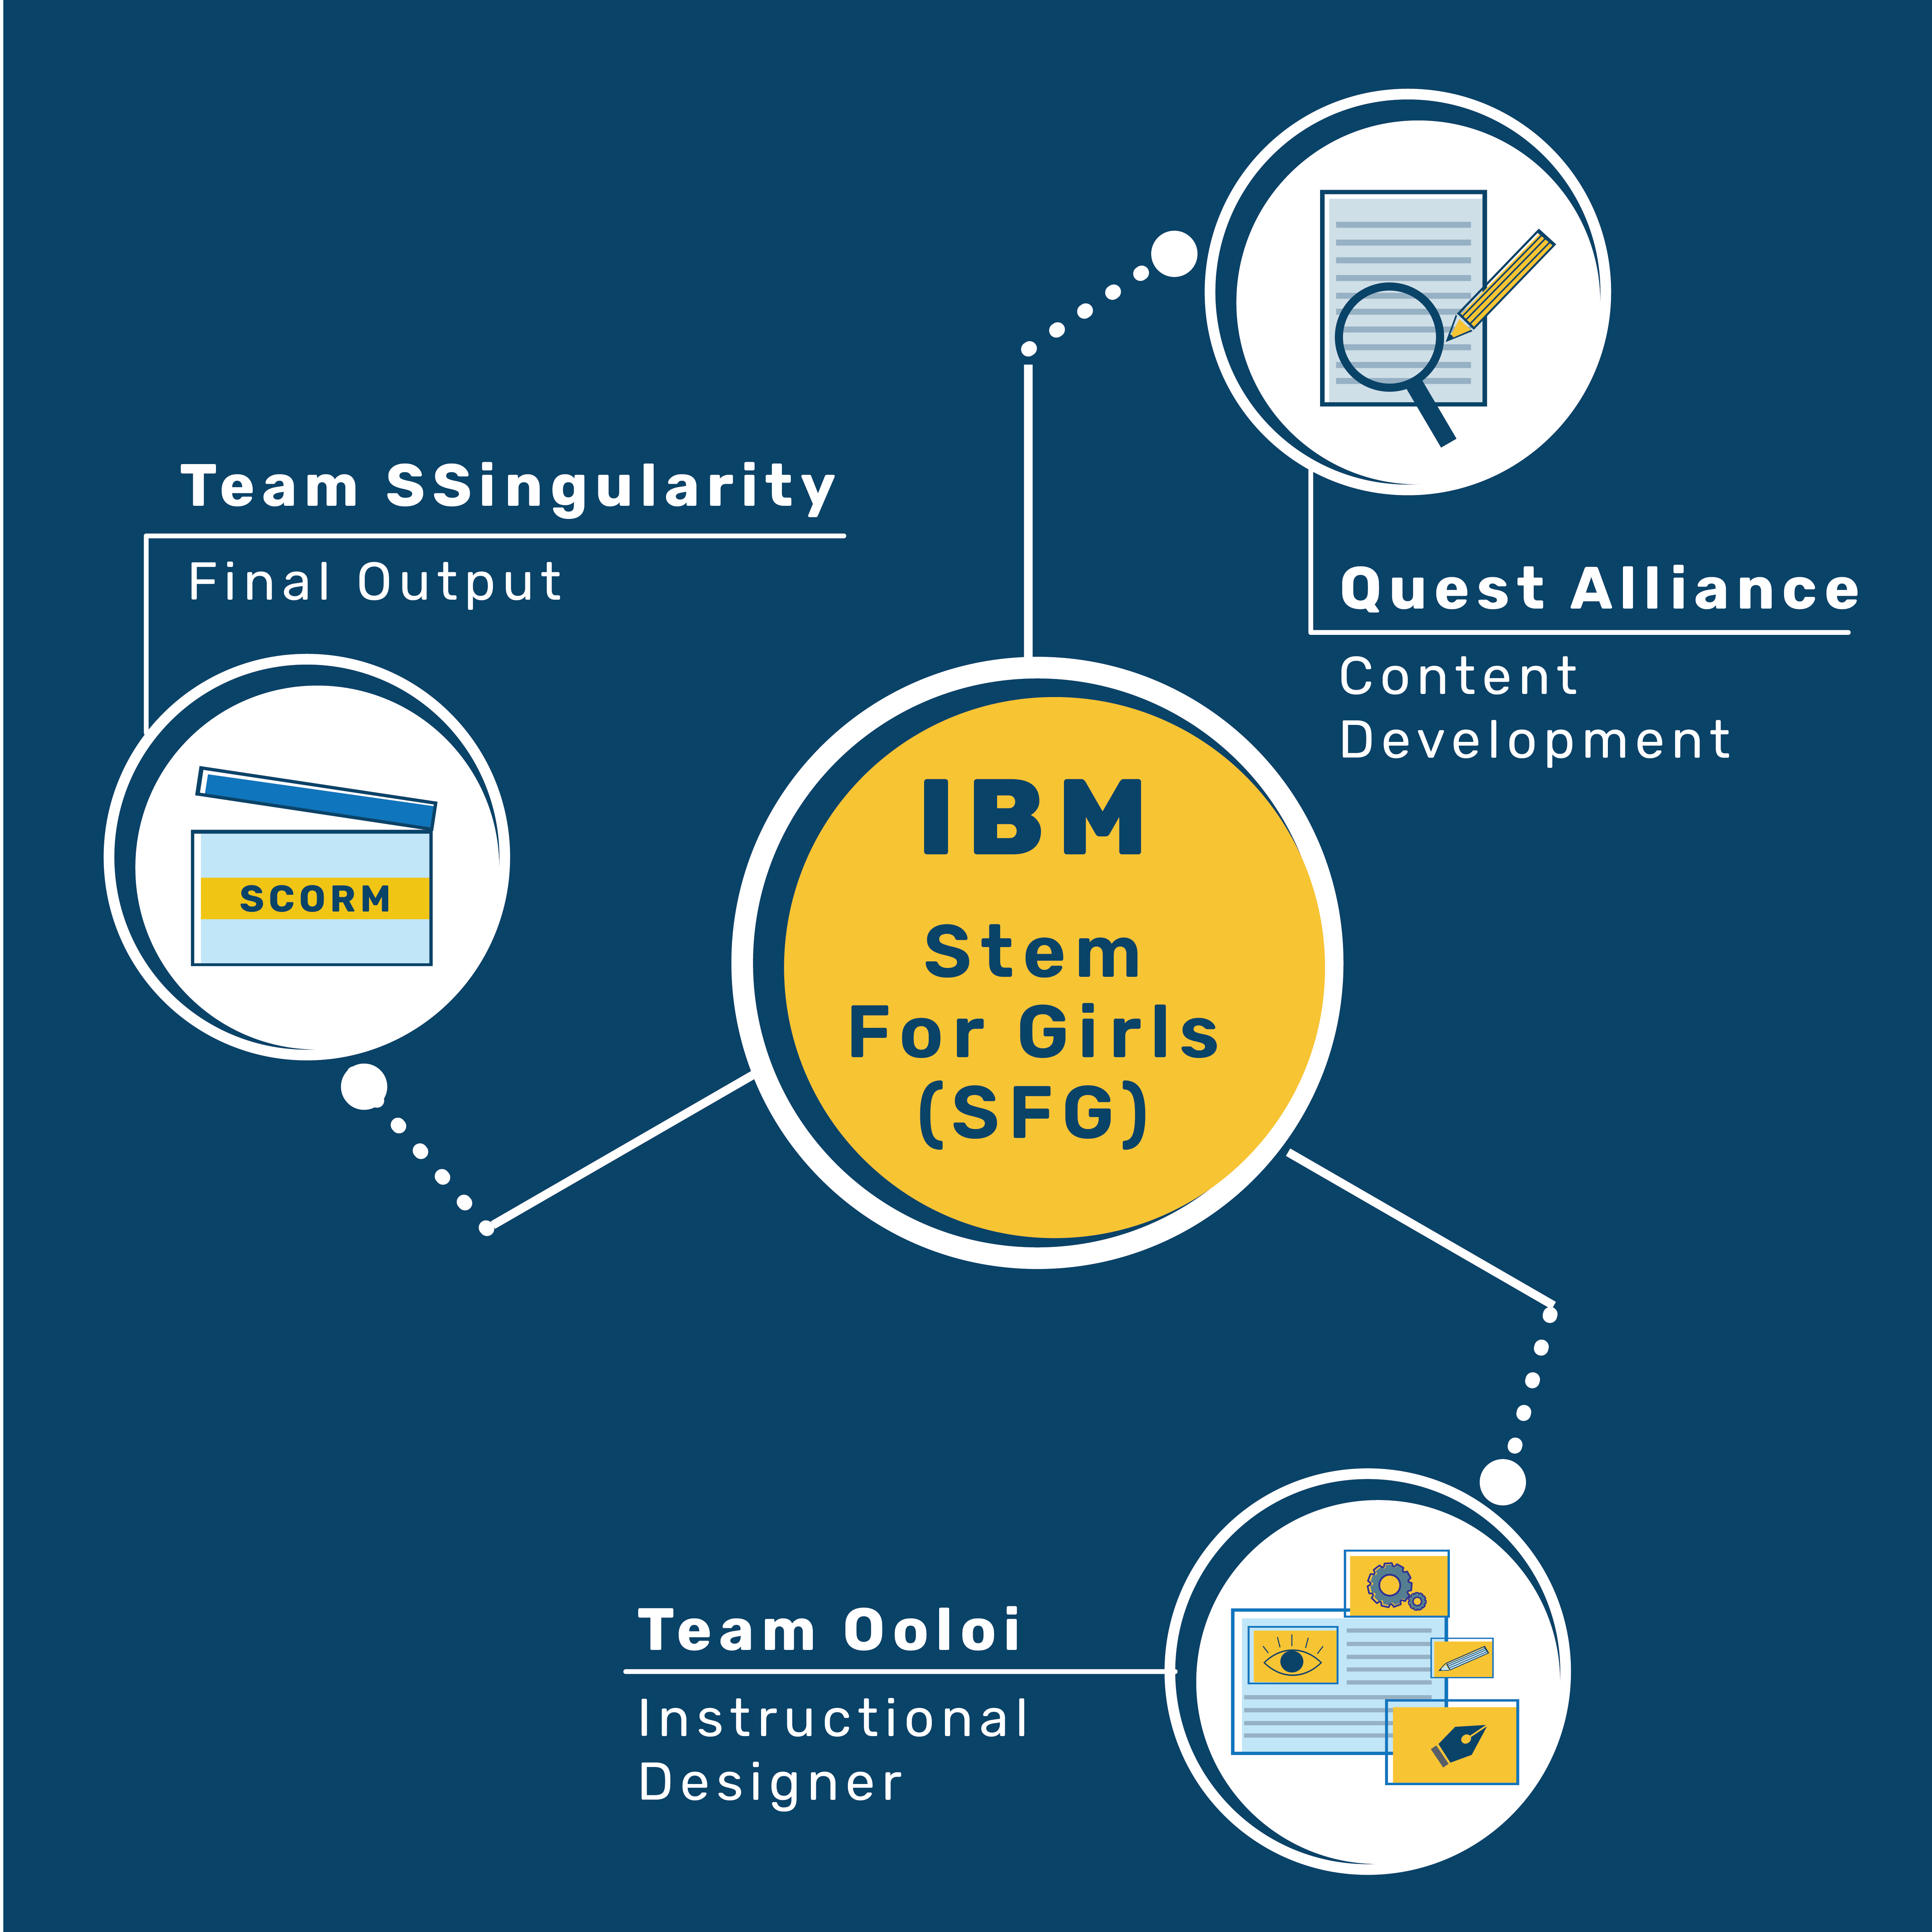 Team SSingularity
Final Output
SCORM
Quest Alliance
Content
Development
IBM
Stem
For Girls
(SFG)
Team Ooloi
Instructional
Designer